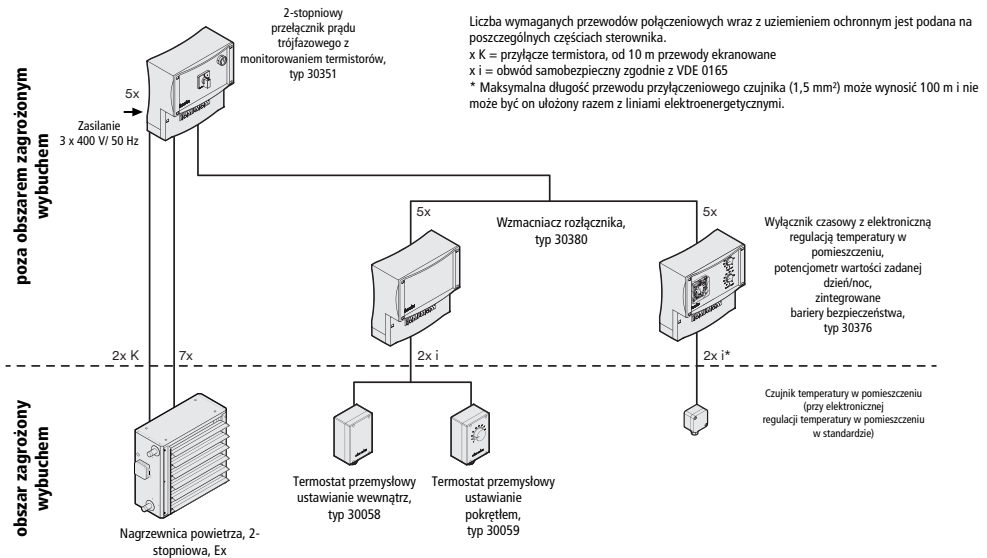 2-stopniowy
przełącznik prądu
trójfazowego z
monitorowaniem termistorów,
typ 30351
Liczba wymaganych przewodów połączeniowych wraz z uziemieniem ochronnym jest podana na
poszczególnych częściach sterownika.
x K = przyłącze termistora, od 10 m przewody ekranowane
x i = obwód samobezpieczny zgodnie z VDE 0165
* Maksymalna długość przewodu przyłączeniowego czujnika (1,5 mm²) może wynosić 100 m i nie
może być on ułożony razem z liniami elektroenergetycznymi.
5x
Zasilanie
3 x 400 V/ 50 Hz
poza obszarem zagrożonym
wybuchem
5x
Wzmacniacz rozłącznika,
typ 30380
5x
Wyłącznik czasowy z elektroniczną
regulacją temperatury w
pomieszczeniu,
potencjometr wartości zadanej
dzień/noc,
zintegrowane
bariery bezpieczeństwa,
typ 30376
2x K
7x
2x i
2x i*
obszar zagrożony
wybuchem
Czujnik temperatury w pomieszczeniu
(przy elektronicznej
regulacji temperatury w pomieszczeniu
w standardzie)
Termostat przemysłowy
ustawianie wewnątrz,
typ 30058
Termostat przemysłowy
ustawianie
pokrętłem,
typ 30059
Nagrzewnica powietrza, 2-
stopniowa, Ex